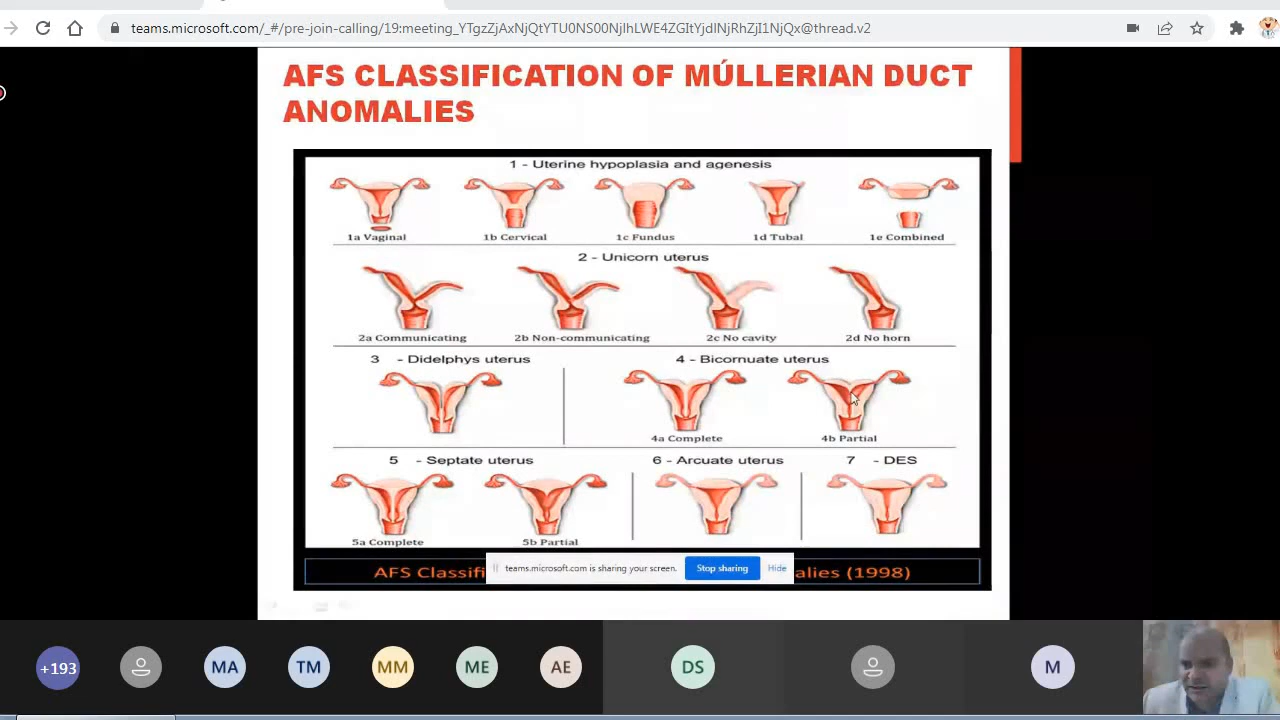 teams.microsoft.com/_#/pre-join-calling/19:meeting_YTgzZjAxNjQtYTU0NS00NjlhLWE4ZGItYjdlNjRhZjI1NjQx@thread.v2
AFS CLASSIFICATION OF MÚLLERIAN DUCT
ANOMALIES
1 - Uterine hypoplasia and agenesis
1a Vaginal 1b Cervical 1c Fundus 1d Tubal 1e Combined
2 - Unicorn uterus
2a Communicating 2b Non-communicating 2c No cavity 2d No horn
3 - Didelphys uterus 4 - Bicornuate uterus
4a Complete 4b Partial
5 - Septate uterus 6 - Arcuate uterus 7 - DES
5a Complete 5b Partial
AFS Classifi alies (1998)
teams.microsoft.com is sharing your screen. Stop sharing Hide
+193 MA TM MM ME AE DS M